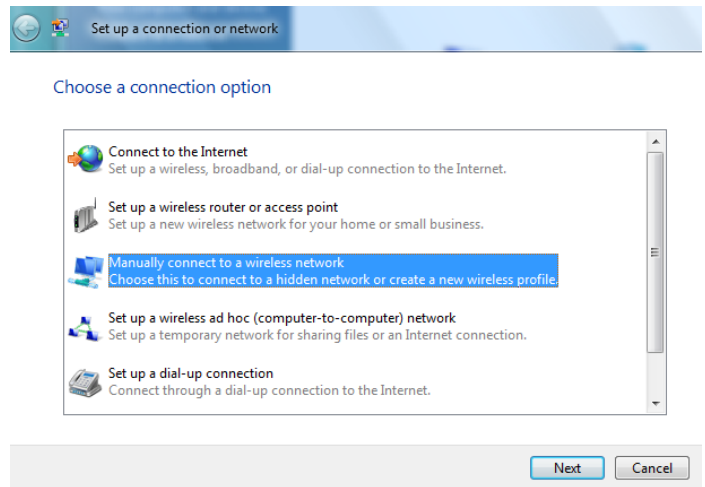 Set up a connection or network
Choose a connection option
Connect to the Internet
Set up a wireless, broadband, or dial-up connection to the Internet.
Set up a wireless router or access point
Set up a new wireless network for your home or small business.
Manually connect to a wireless network
Choose this to connect to a hidden network or create a new wireless profile.
Set up a wireless ad hoc (computer-to-computer) network
Set up a temporary network for sharing files or an Internet connection.
Set up a dial-up connection
Connect through a dial-up connection to the Internet.
Next
Cancel